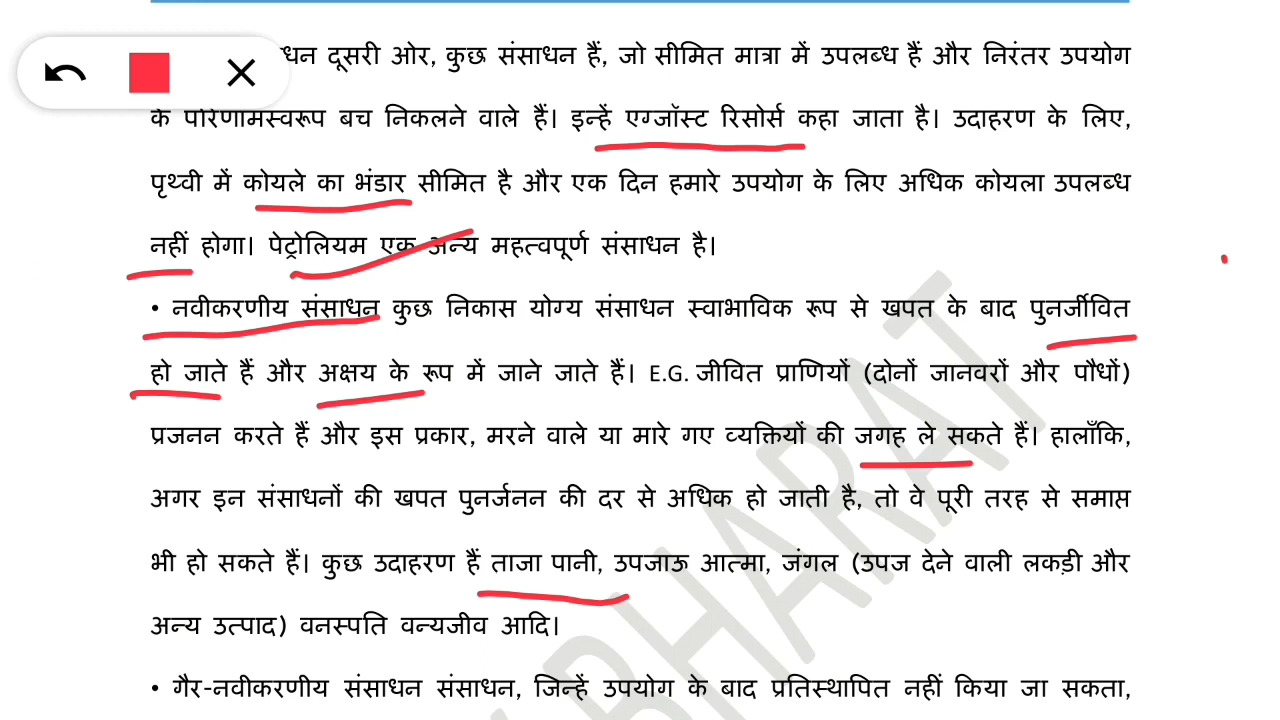 दूसरी ओर, कुछ संसाधन हैं, जो सीमित मात्रा में उपलब्ध हैं और निरंतर उपयोग
के परिणामस्वरूप बच निकलने वाले हैं। इन्हें एग्जॉस्ट रिसोर्स कहा जाता है। उदाहरण के लिए,
पृथ्वी में कोयले का भंडार सीमित है और एक दिन हमारे उपयोग के लिए अधिक कोयला उपलब्ध
नहीं होगा। पेट्रोलियम एक अन्य महत्वपूर्ण संसाधन है।
• नवीकरणीय संसाधन कुछ निकास योग्य संसाधन स्वाभाविक रूप से खपत के बाद पुनर्जीवित
हो जाते हैं और अक्षय के रूप में जाने जाते हैं। E.G. जीवित प्राणियों (दोनों जानवरों और पौधों)
प्रजनन करते हैं और इस प्रकार, मरने वाले या मारे गए व्यक्तियों की जगह ले सकते हैं। हालाँकि,
अगर इन संसाधनों की खपत पुनर्जनन की दर से अधिक हो जाती है, तो वे पूरी तरह से समाप्त
भी हो सकते हैं। कुछ उदाहरण हैं ताजा पानी, उपजाऊ आत्मा, जंगल (उपज देने वाली लकड़ी और
अन्य उत्पाद) वनस्पति वन्यजीव आदि।
• गैर-नवीकरणीय संसाधन संसाधन, जिन्हें उपयोग के बाद प्रतिस्थापित नहीं किया जा सकता,
BHARAT